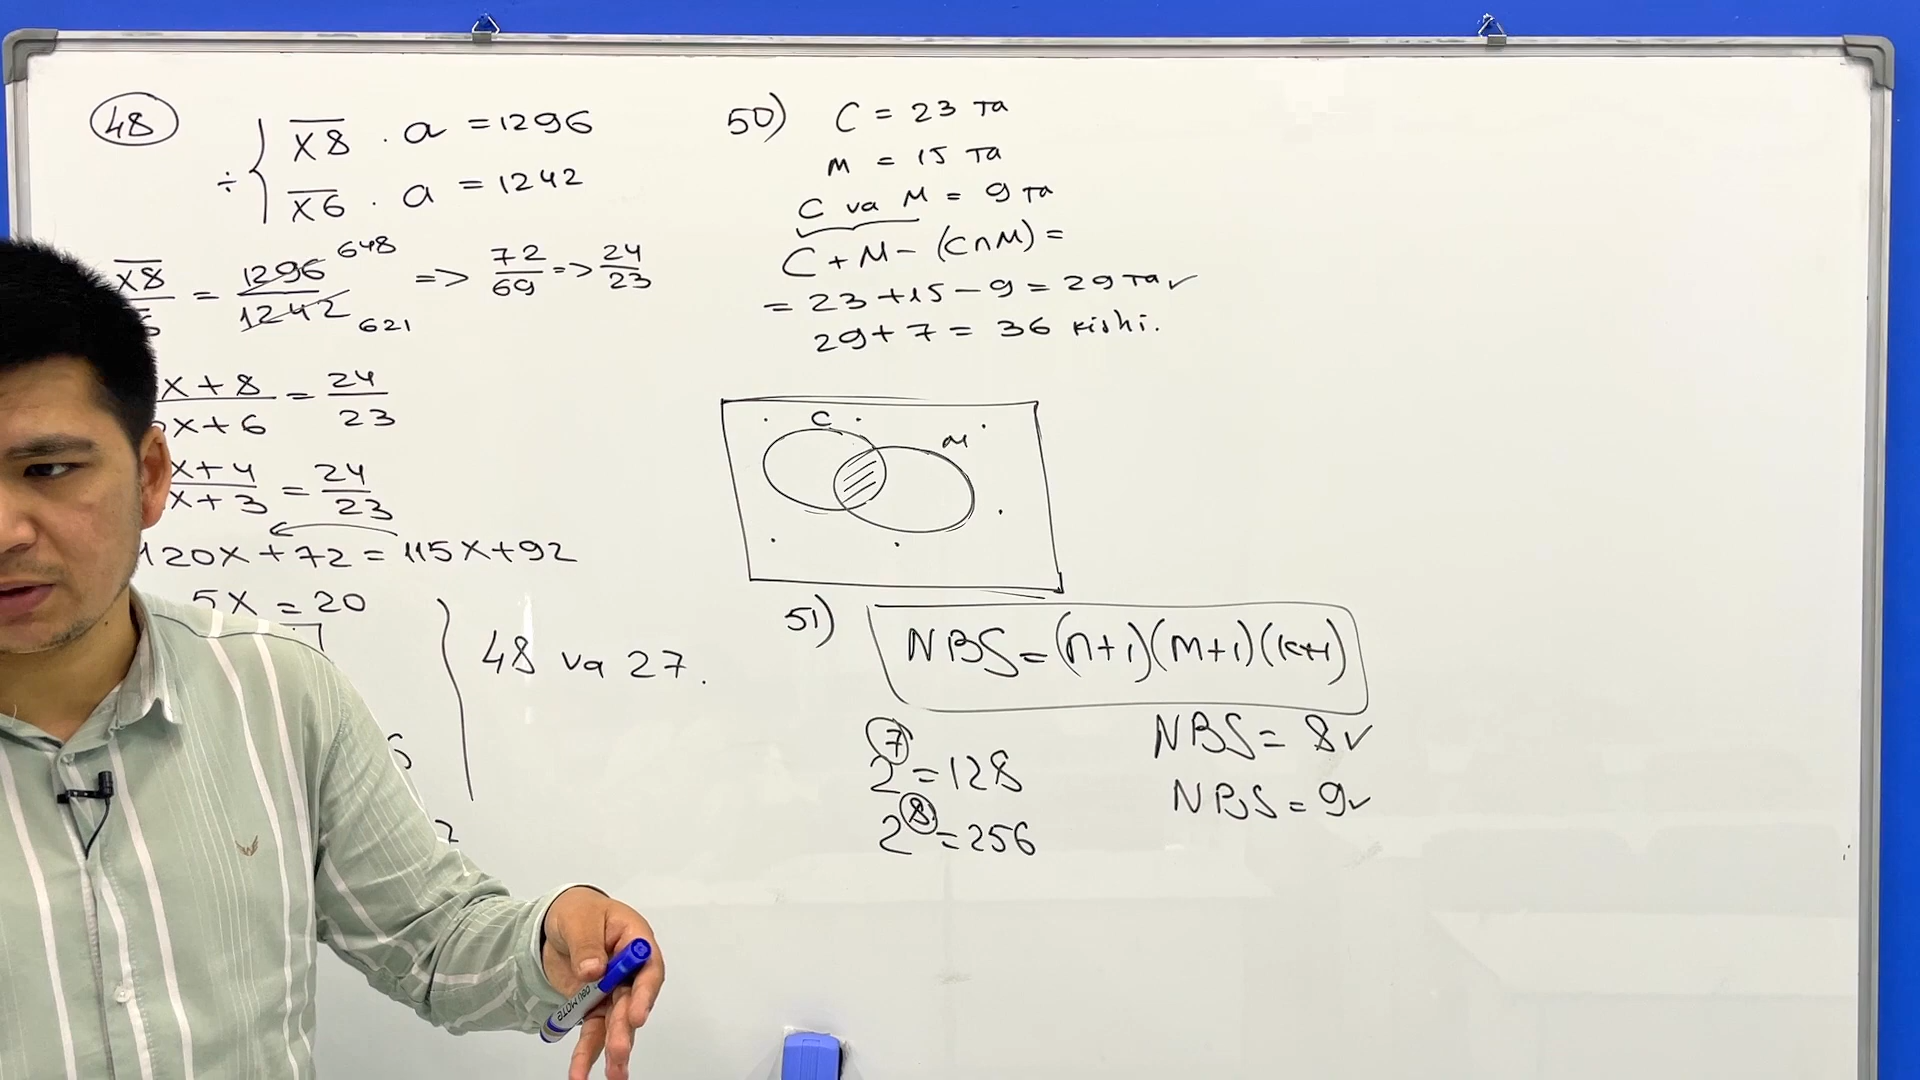 48
÷ { x̅8̅ · a = 1296
x̅6̅ · a = 1242
x̅8̅ = 1296 648 => 72/69 => 24/23
1242 621
x + 8 = 24
x + 6 23
x + 4 = 24
x + 3 23
120x + 72 = 115x + 92
5x = 20
48 va 27.
50) C = 23 ta
M = 15 ta
C va M = 9 ta
C + M - (C∩M) =
= 23 + 15 - 9 = 29 ta ✓
29 + 7 = 36 kishi.
C
M
51) NBS = (n+1)(m+1)(k+1)
2⁷ = 128 NBS = 8 ✓
2⁸ = 256 NBS = 9 ✓